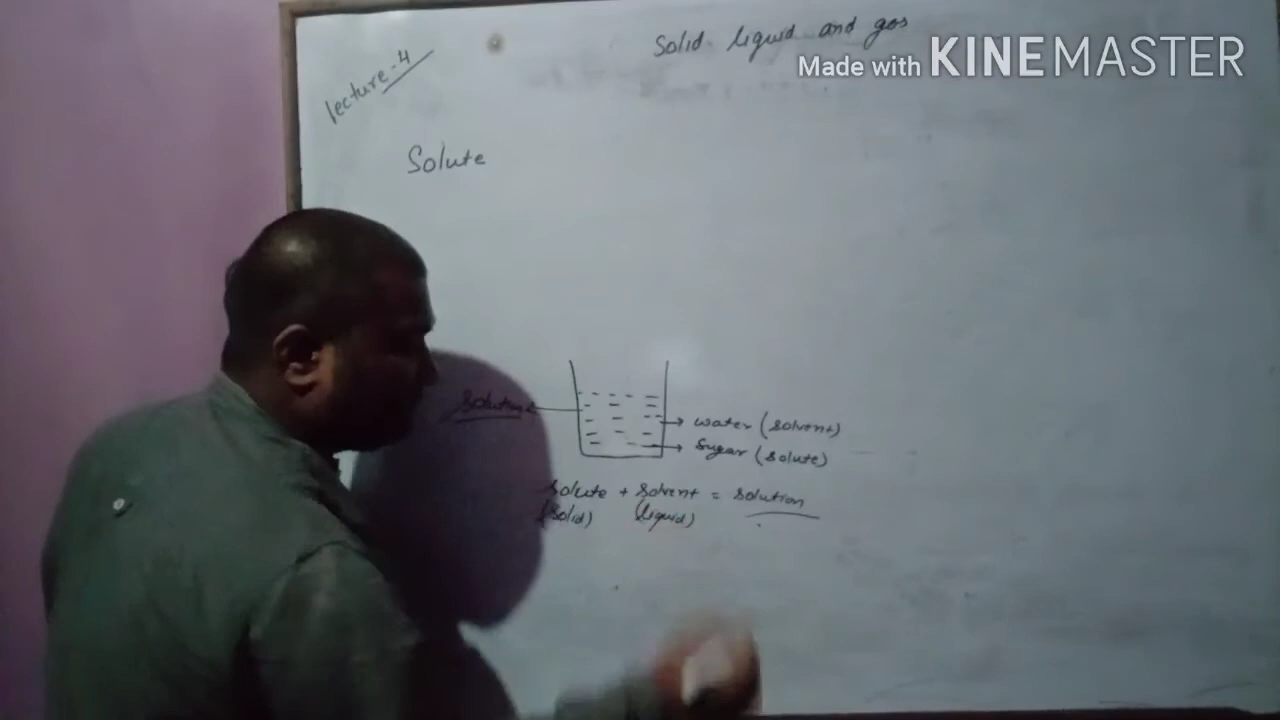 Solid liquid and gas
Made with KINEMASTER
lecture-4
Solute
Solution
water (solvent)
Sugar (solute)
Solute + Solvent = Solution
(Solid) (liquid)